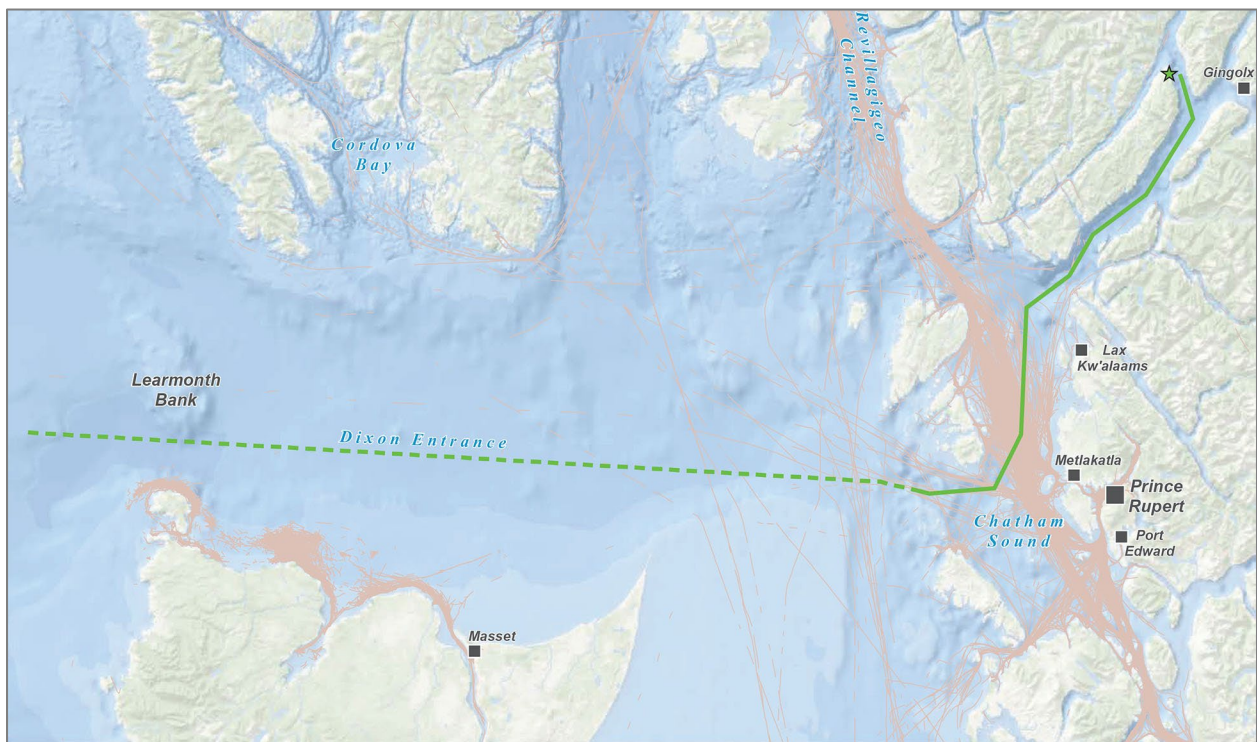 Revillagigeo
Channel
Gingolx
Cordova
Bay
Lax
Kw'alaams
Learmonth
Bank
Dixon Entrance
Metlakatla
Prince
Rupert
Chatham
Sound
Port
Edward
Masset